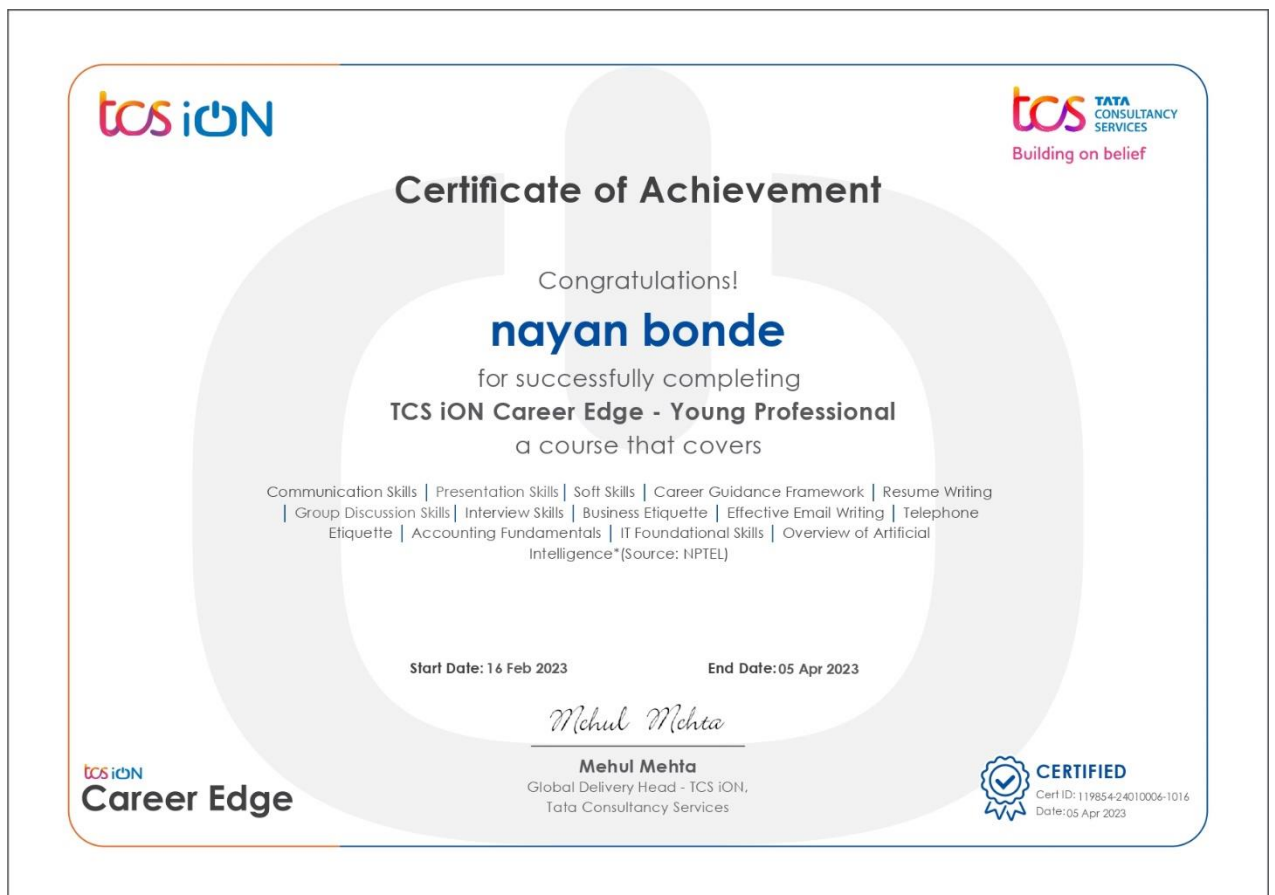 tcs iON
tcs TATA
CONSULTANCY
SERVICES
Building on belief
Certificate of Achievement
Congratulations!
nayan bonde
for successfully completing
TCS iON Career Edge - Young Professional
a course that covers
Communication Skills | Presentation Skills | Soft Skills | Career Guidance Framework | Resume Writing
| Group Discussion Skills | Interview Skills | Business Etiquette | Effective Email Writing | Telephone
Etiquette | Accounting Fundamentals | IT Foundational Skills | Overview of Artificial
Intelligence*(Source: NPTEL)
Start Date: 16 Feb 2023 End Date: 05 Apr 2023
Mehul Mehta
Mehul Mehta
Global Delivery Head - TCS iON,
Tata Consultancy Services
tcs iON
Career Edge
CERTIFIED
Cert ID: 119854-24010006-1016
Date: 05 Apr 2023